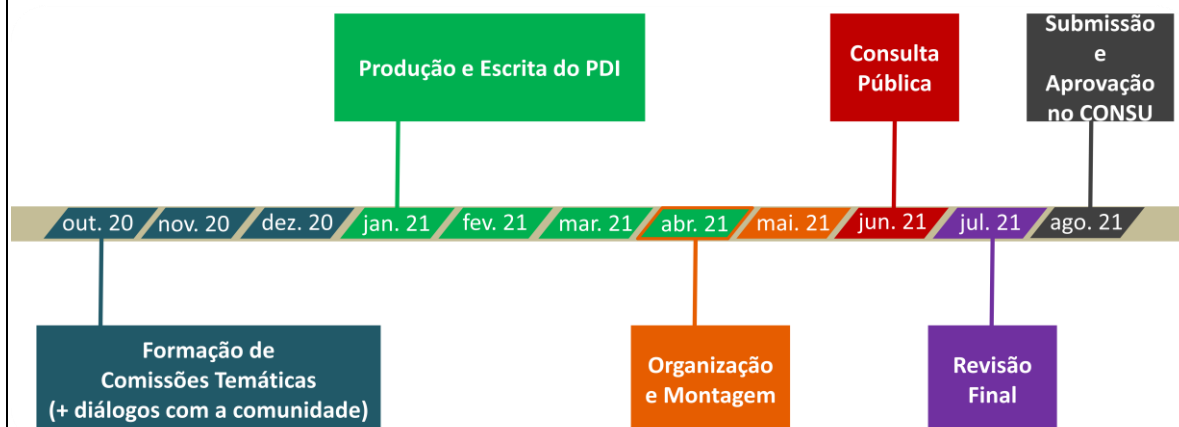 Produção e Escrita do PDI
Consulta
Pública
Submissão
e
Aprovação
no CONSU
out. 20
nov. 20
dez. 20
jan. 21
fev. 21
mar. 21
abr. 21
mai. 21
jun. 21
jul. 21
ago. 21
Formação de
Comissões Temáticas
(+ diálogos com a comunidade)
Organização
e Montagem
Revisão
Final